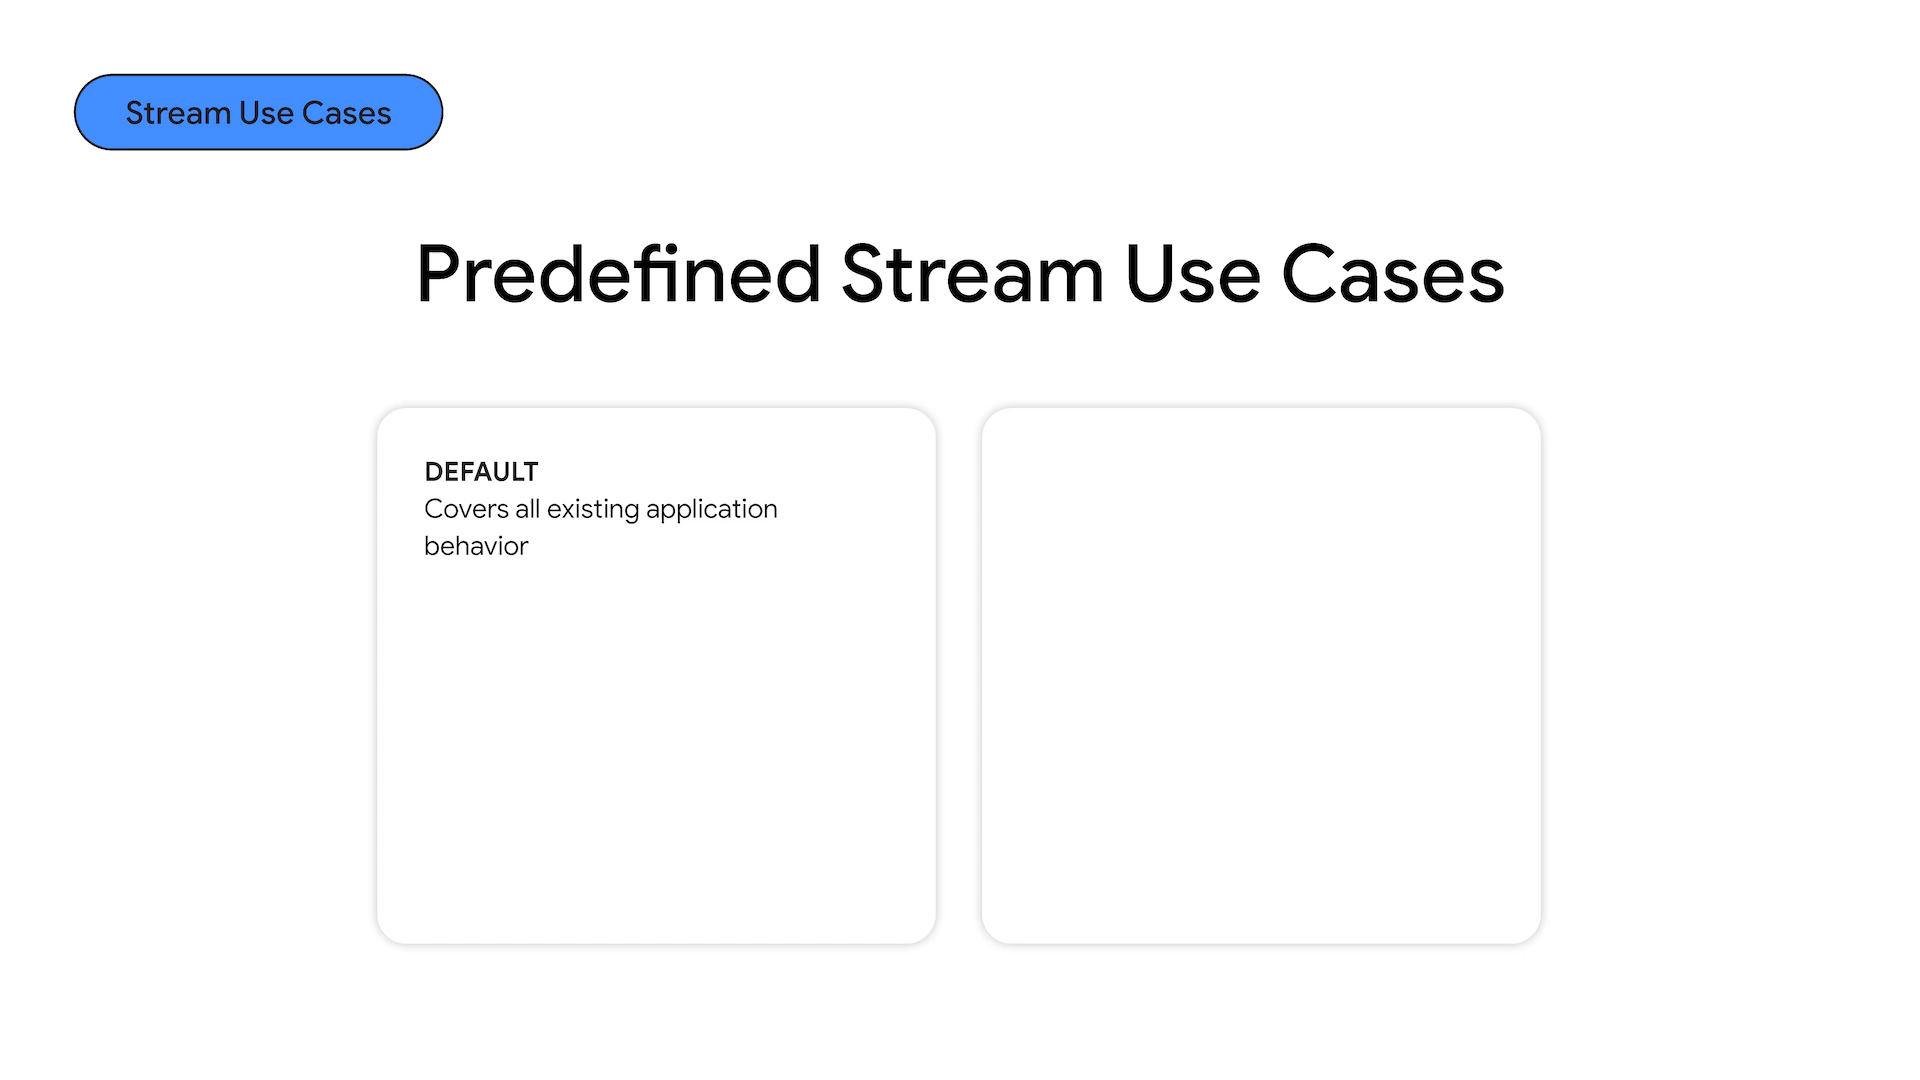 Stream Use Cases
Predefined Stream Use Cases
DEFAULT
Covers all existing application
behavior